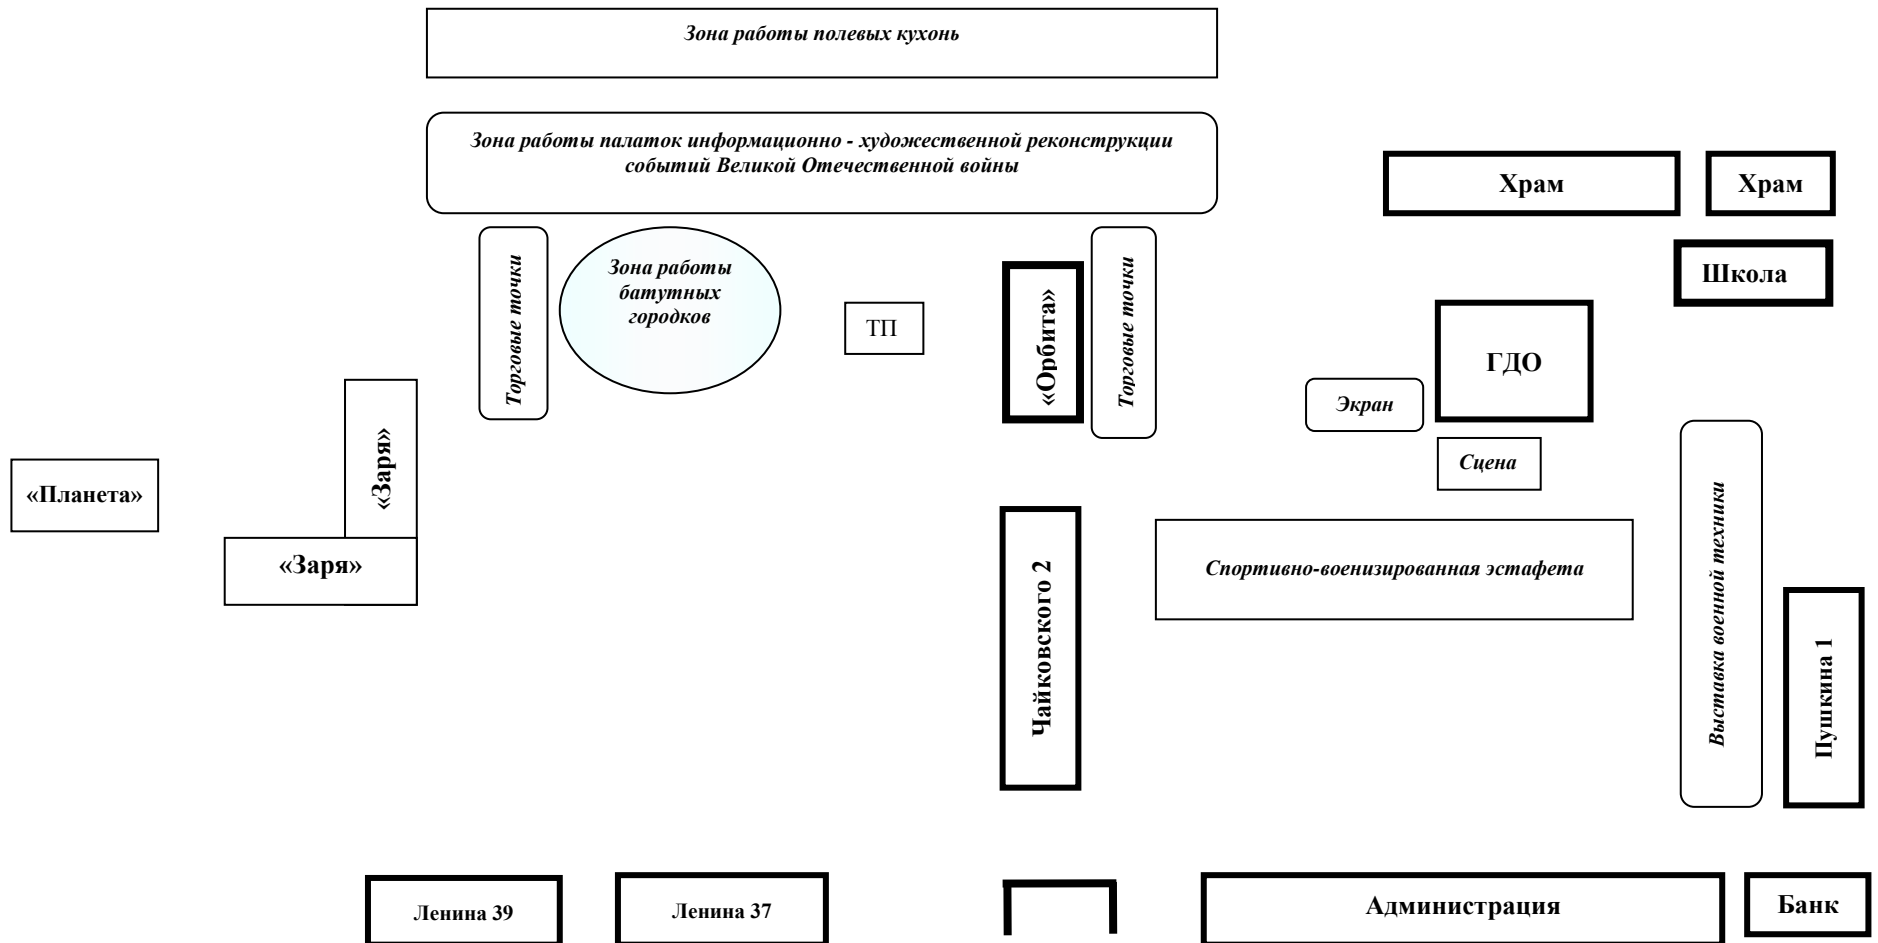 Зона работы полевых кухонь
Зона работы палаток информационно - художественной реконструкции
событий Великой Отечественной войны
Храм
Храм
Школа
Торговые точки
Зона работы
батутных
городков
ТП
«Орбита»
Торговые точки
ГДО
Экран
Сцена
«Планета»
«Заря»
«Заря»
Чайковского 2
Спортивно-военизированная эстафета
Выставка военной техники
Пушкина 1
Ленина 39
Ленина 37
Администрация
Банк